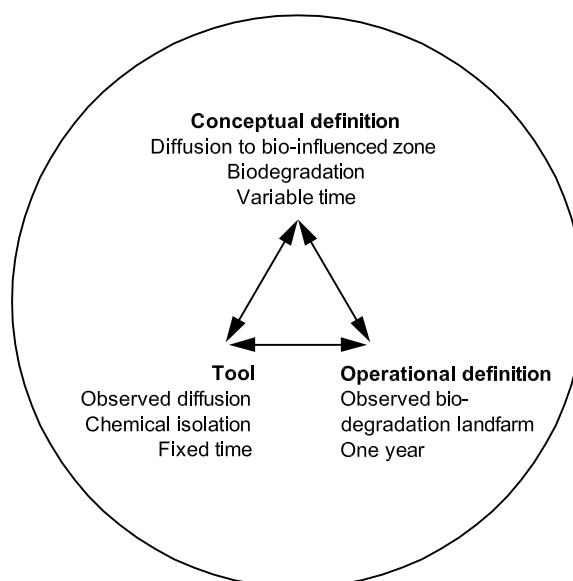 Conceptual definition
Diffusion to bio-influenced zone
Biodegradation
Variable time
Tool
Observed diffusion
Chemical isolation
Fixed time
Operational definition
Observed bio-
degradation landfarm
One year